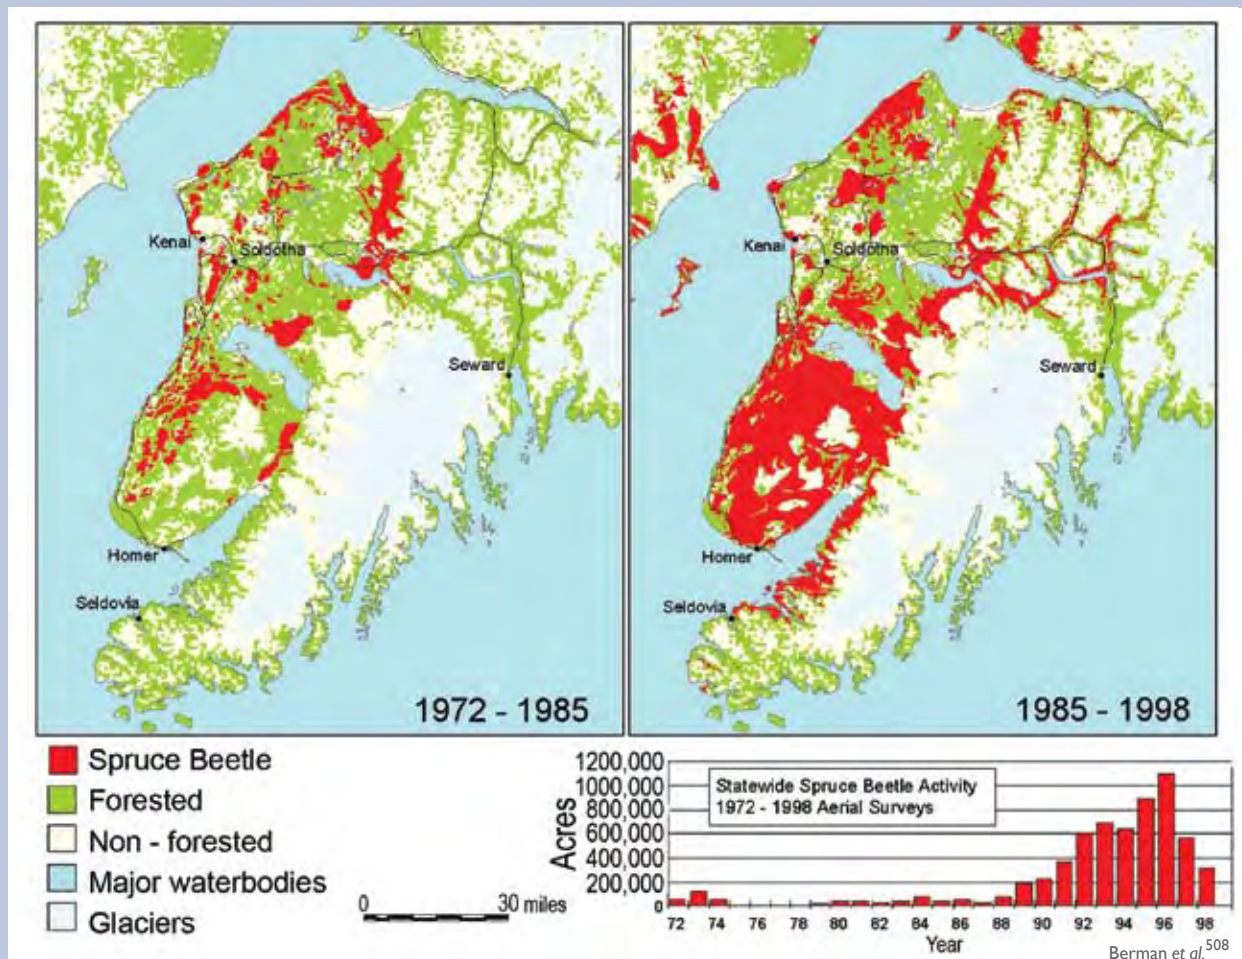 Kenai
Soldotna
Seward
Homer
Seldovia
1972 - 1985
Kenai
Soldotna
Seward
Homer
Seldovia
1985 - 1998
Spruce Beetle
Forested
Non - forested
Major waterbodies
Glaciers
0 30 miles
Statewide Spruce Beetle Activity
1972 - 1998 Aerial Surveys
Acres
1200,000
1000,000
800,000
600,000
400,000
200,000
0
72 74 76 78 80 82 84 86 88 90 92 94 96 98
Year
Berman et al.508